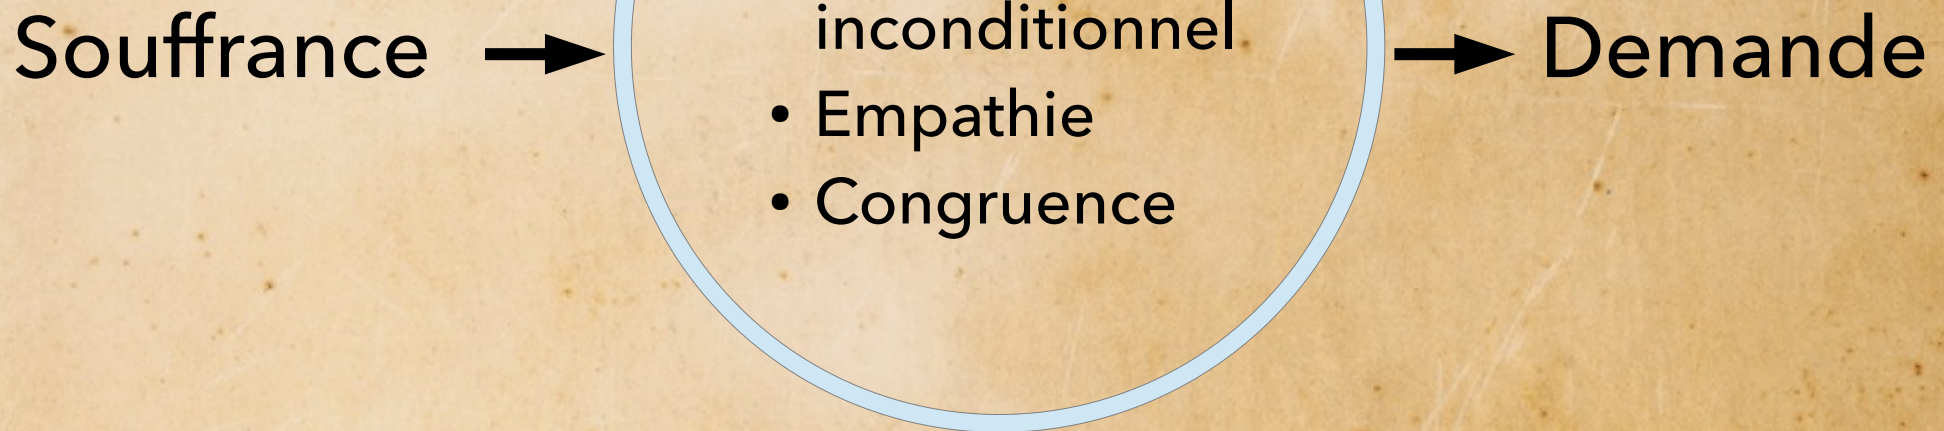 Souffrance
inconditionnel
• Empathie
• Congruence
Demande